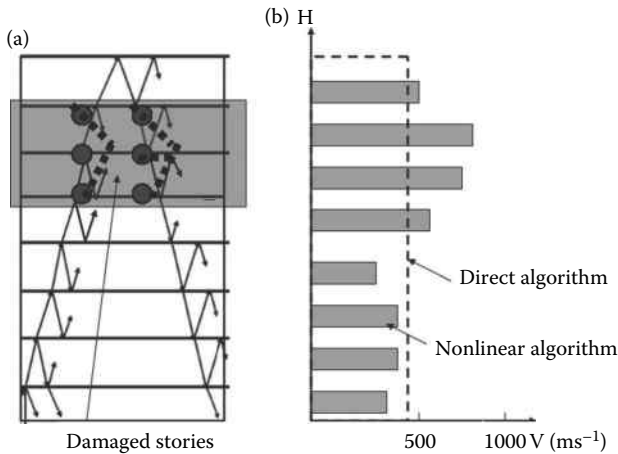 (a)
Damaged stories
(b)
H
Direct algorithm
Nonlinear algorithm
500
1000 V (ms⁻¹)